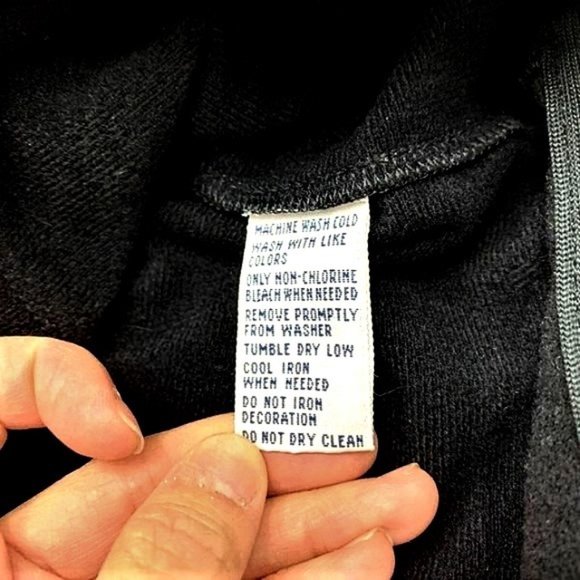 MACHINE WASH COLD
WASH WITH LIKE
COLORS
ONLY NON-CHLORINE
BLEACH WHEN NEEDED
REMOVE PROMPTLY
FROM WASHER
TUMBLE DRY LOW
COOL IRON
WHEN NEEDED
DO NOT IRON
DECORATION
DO NOT DRY CLEAN